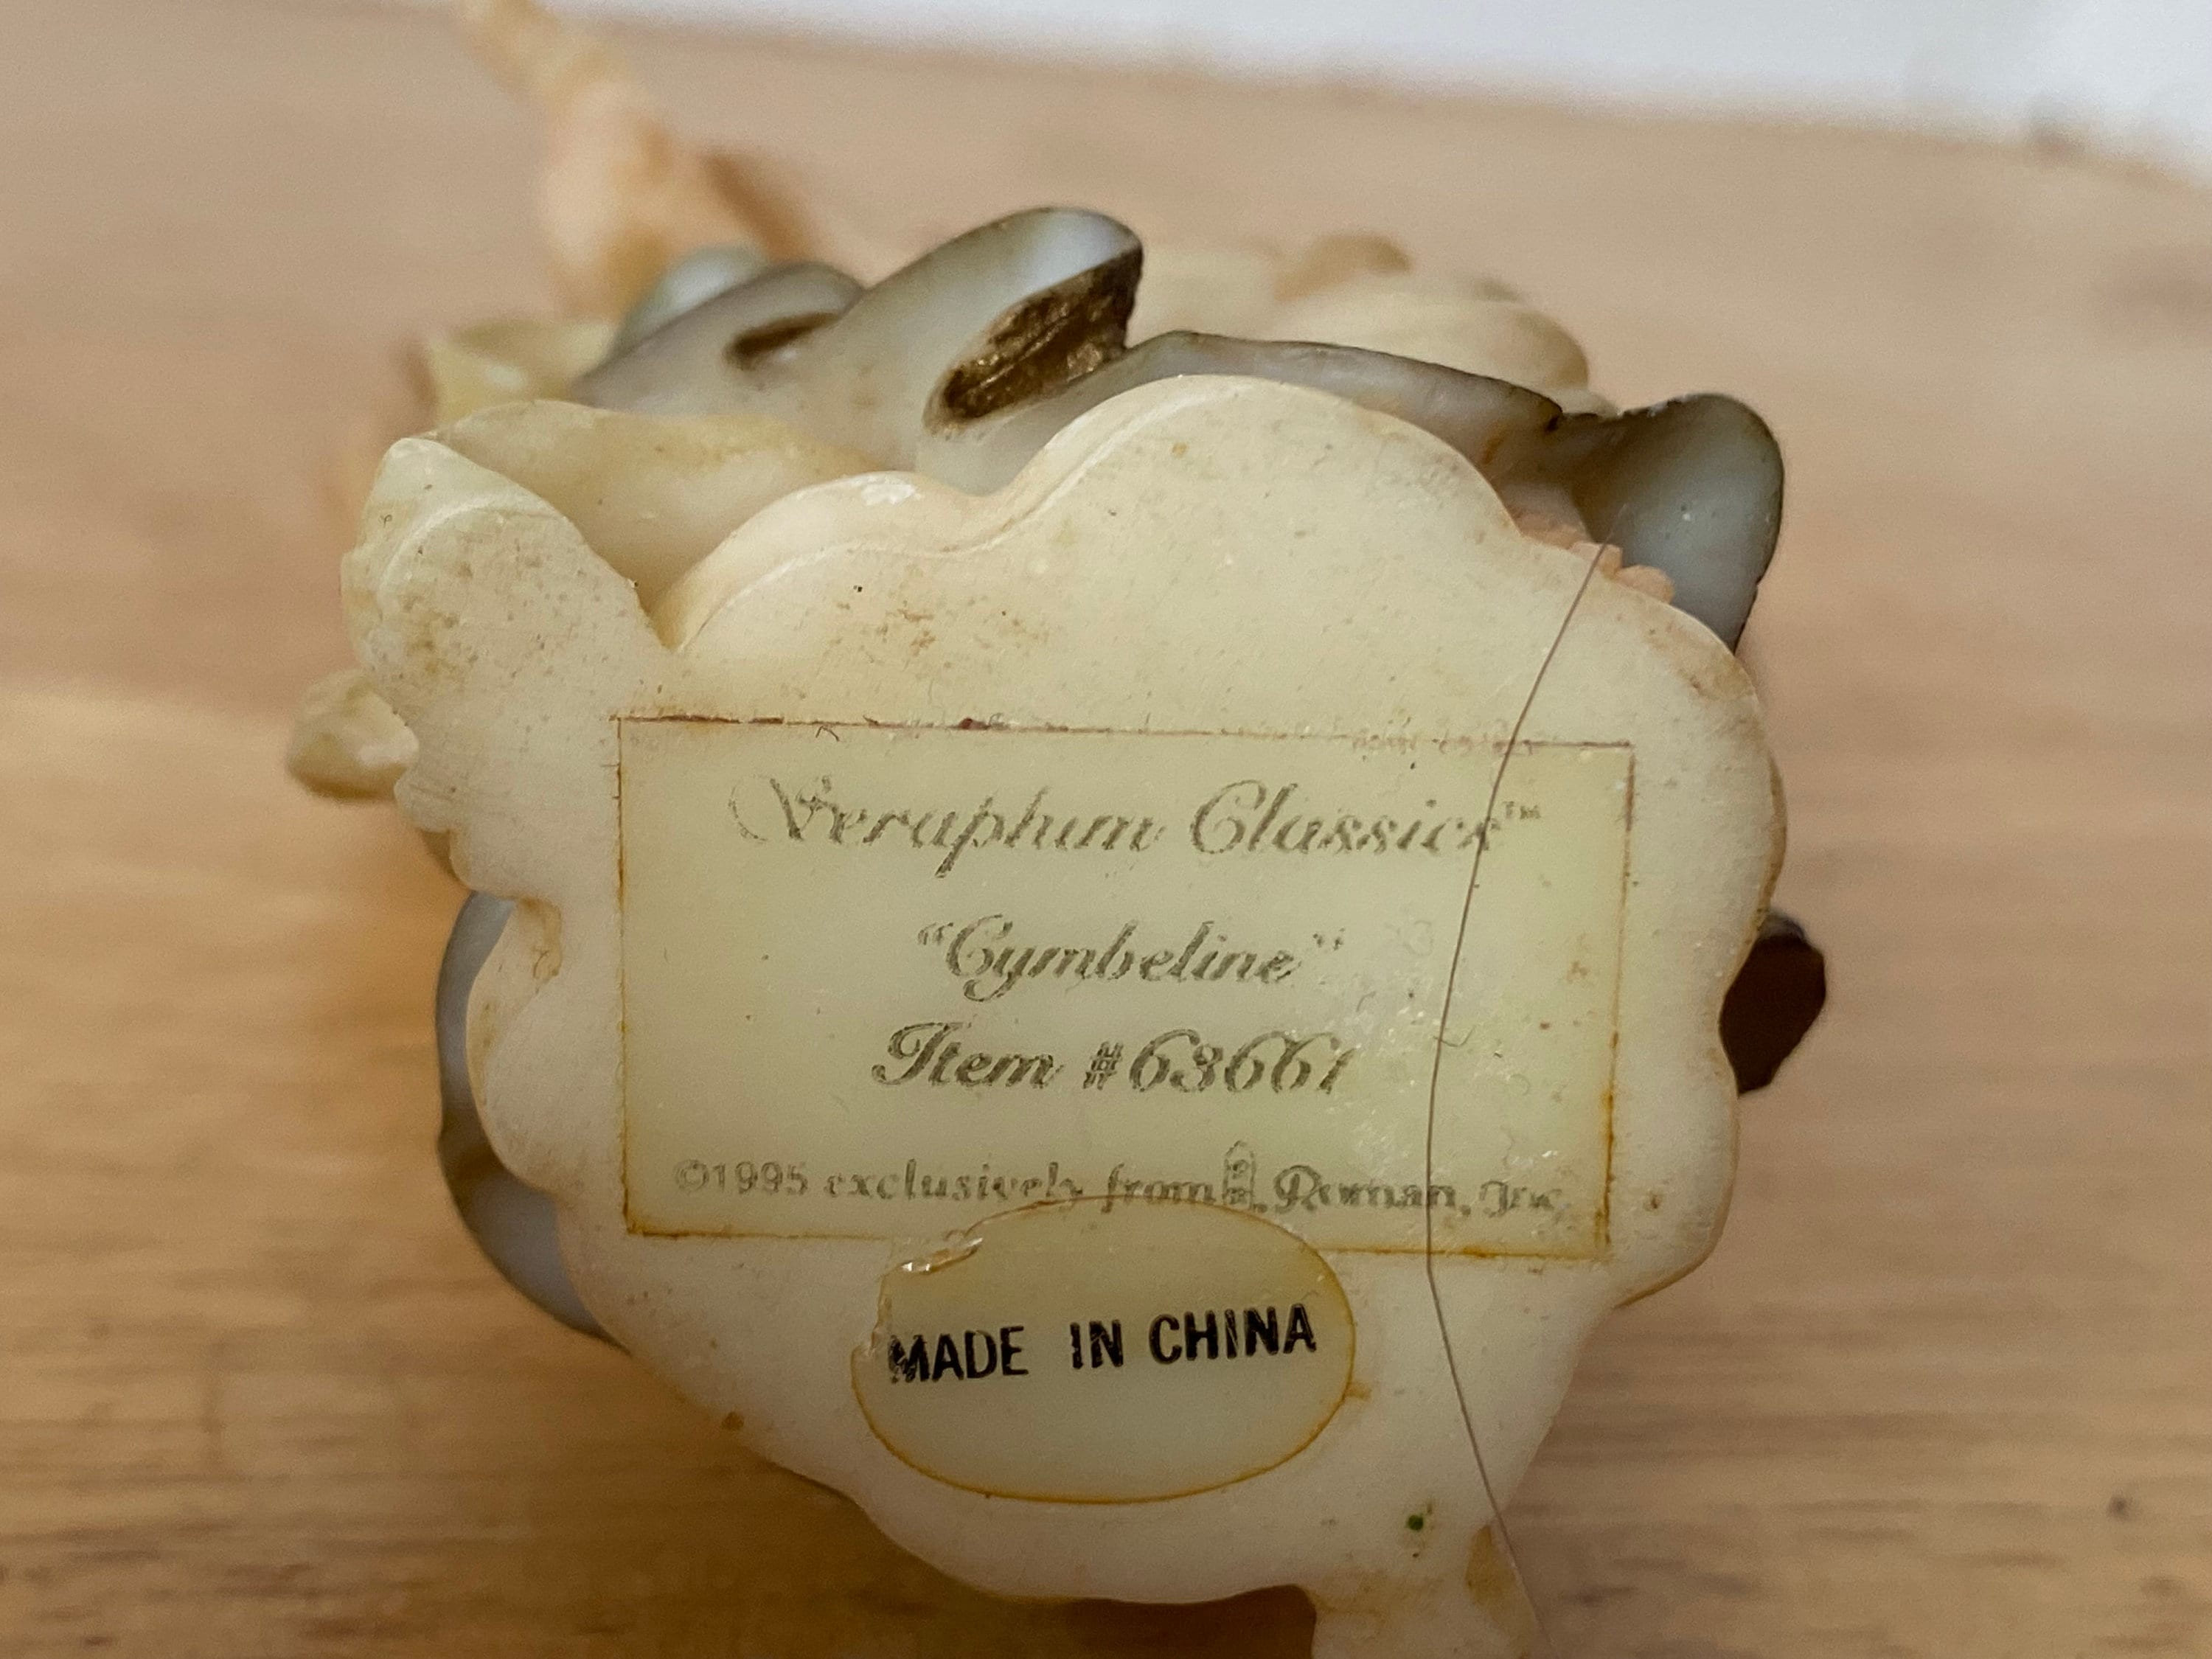 Seraphim Classics™
“Cymbeline”
Item #63661
©1995 exclusively from Roman, Inc.
MADE IN CHINA